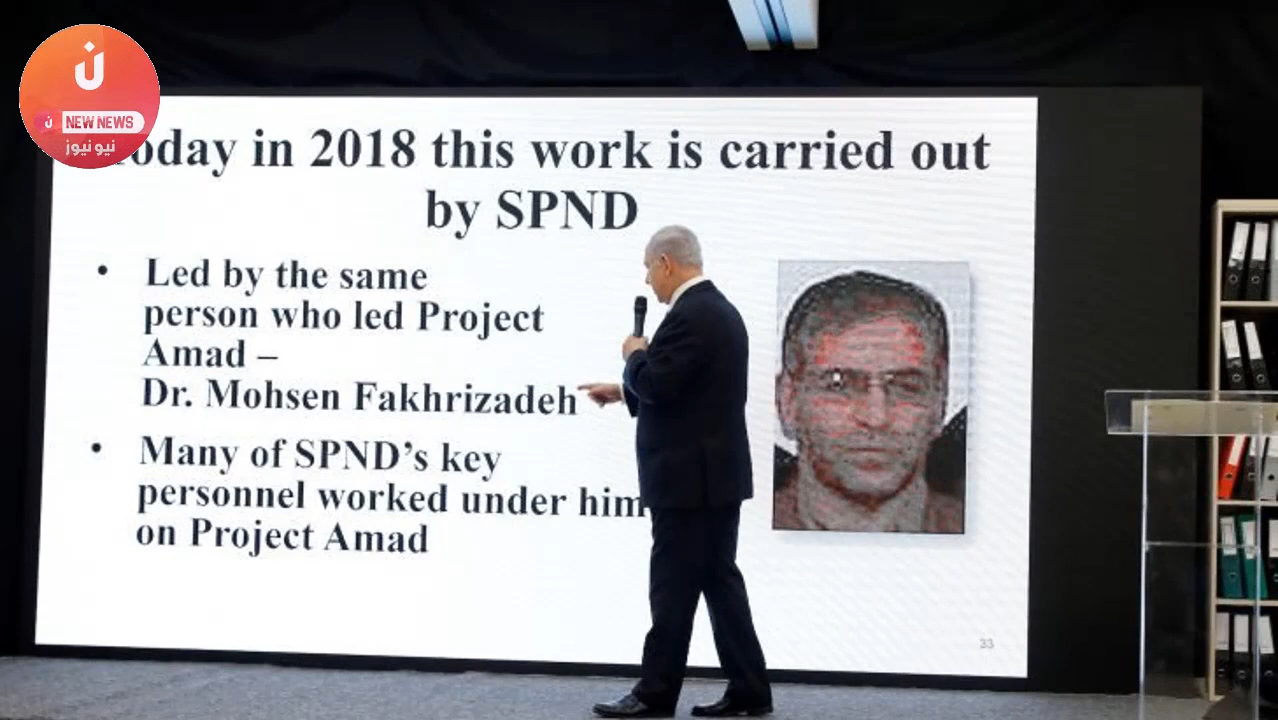 ن
ن NEW NEWS
نيو نيوز
oday in 2018 this work is carried out
by SPND
• Led by the same
person who led Project
Amad –
Dr. Mohsen Fakhrizadeh
• Many of SPND’s key
personnel worked under him
on Project Amad
33